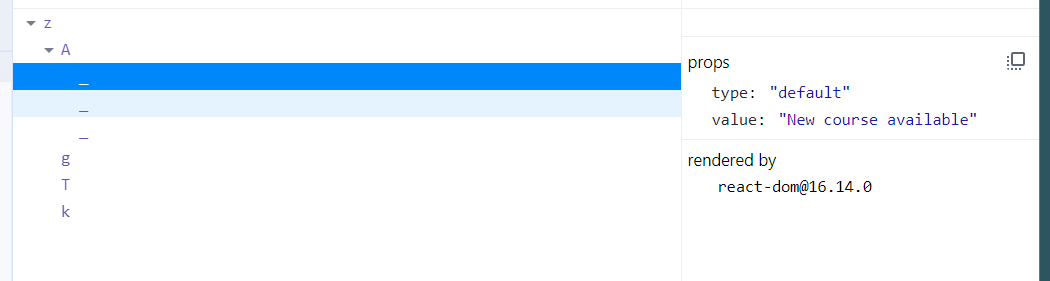 z
A
_
_
_
g
T
k
props
type: "default"
value: "New course available"
rendered by
react-dom@16.14.0